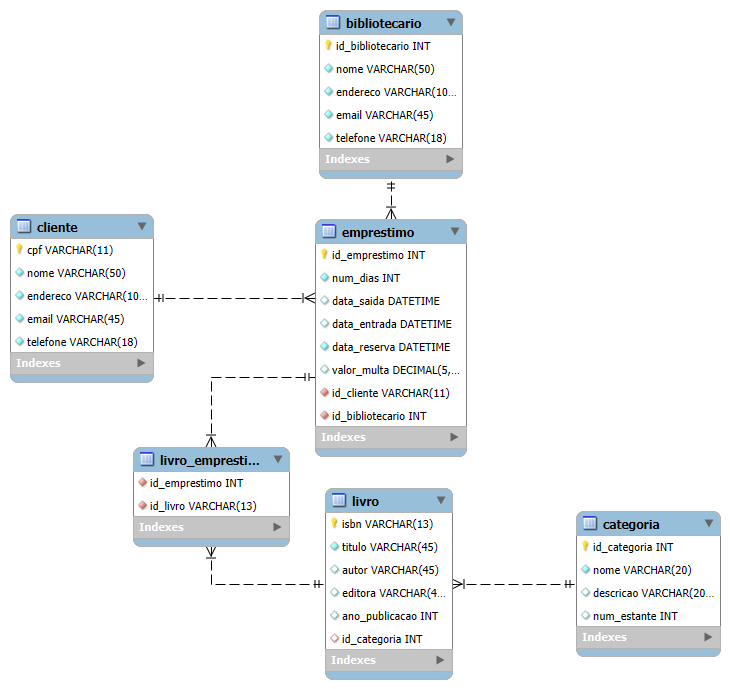 bibliotecario
id_bibliotecario INT
nome VARCHAR(50)
endereco VARCHAR(10...
email VARCHAR(45)
telefone VARCHAR(18)
Indexes
cliente
cpf VARCHAR(11)
nome VARCHAR(50)
endereco VARCHAR(10...
email VARCHAR(45)
telefone VARCHAR(18)
Indexes
emprestimo
id_emprestimo INT
num_dias INT
data_saida DATETIME
data_entrada DATETIME
data_reserva DATETIME
valor_multa DECIMAL(5,...
id_cliente VARCHAR(11)
id_bibliotecario INT
Indexes
livro_empresti...
id_emprestimo INT
id_livro VARCHAR(13)
Indexes
livro
isbn VARCHAR(13)
titulo VARCHAR(45)
autor VARCHAR(45)
editora VARCHAR(4...
ano_publicacao INT
id_categoria INT
Indexes
categoria
id_categoria INT
nome VARCHAR(20)
descricao VARCHAR(20...
num_estante INT
Indexes